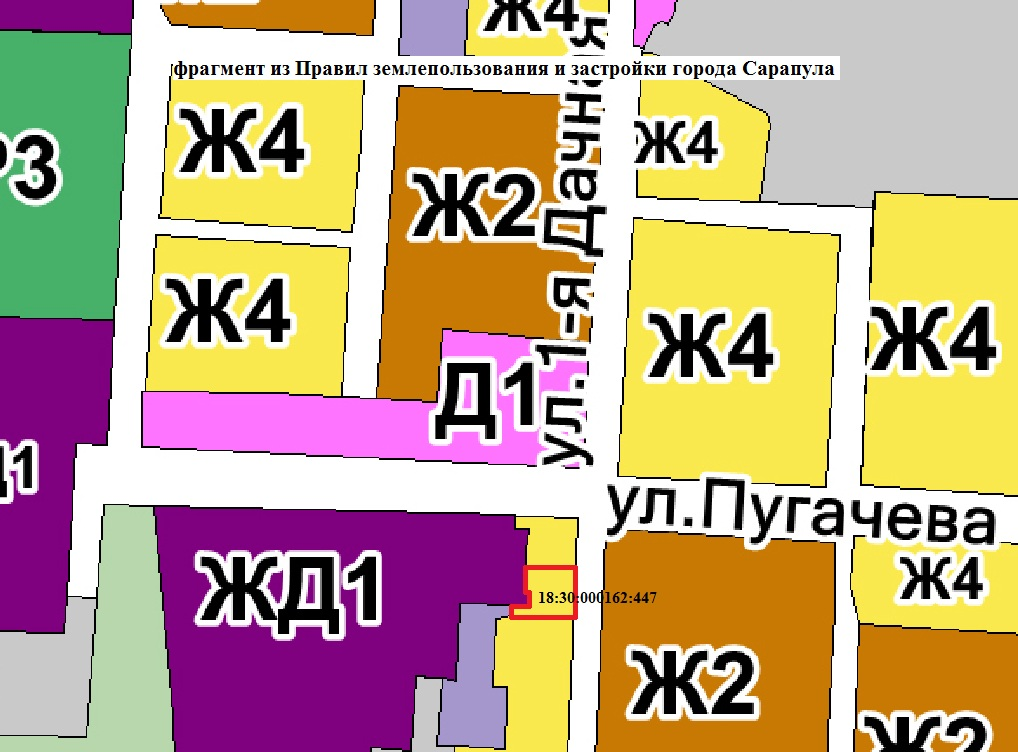 Ж4
фрагмент из Правил землепользования и застройки города Сарапула
Ж4
Ж4
Р3
Ж2
ул.1-я Дачная
Ж4
Ж4
Ж4
Д1
ул.Пугачева
ЖД1
18:30:000162:447
Ж4
Ж2
Ж2